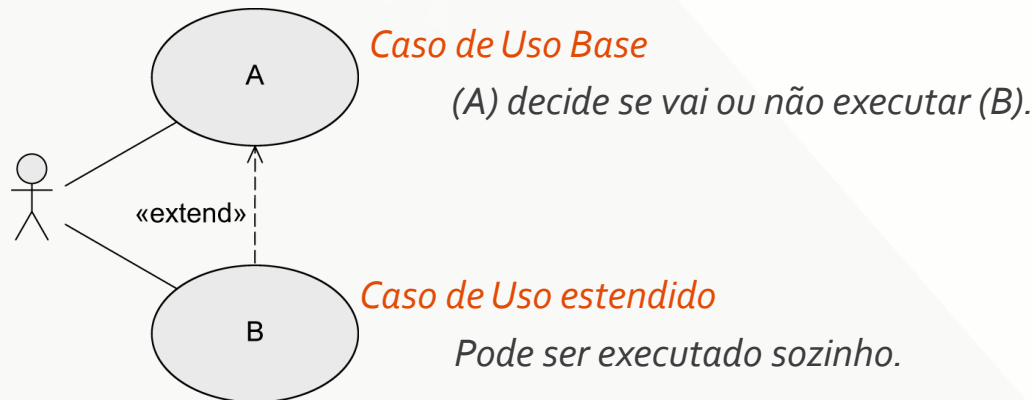 A
Caso de Uso Base
(A) decide se vai ou não executar (B).
«extend»
B
Caso de Uso estendido
Pode ser executado sozinho.